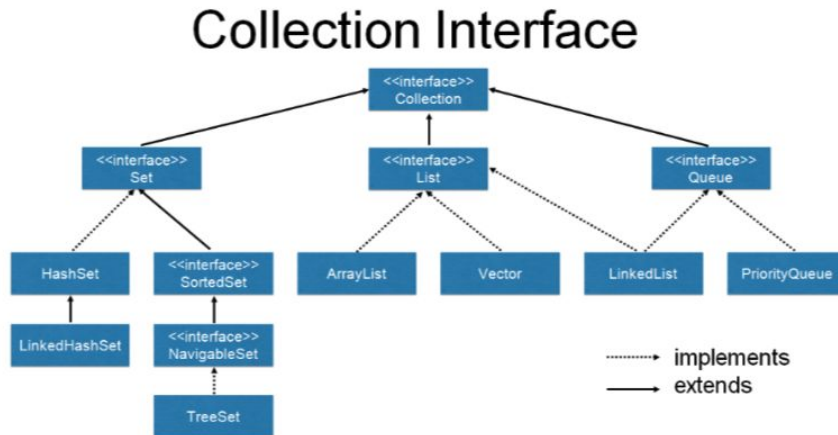 Collection Interface
<<interface>>
Collection
<<interface>>
Set
<<interface>>
List
<<interface>>
Queue
HashSet
<<interface>>
SortedSet
ArrayList
Vector
LinkedList
PriorityQueue
LinkedHashSet
<<interface>>
NavigableSet
TreeSet
implements
extends